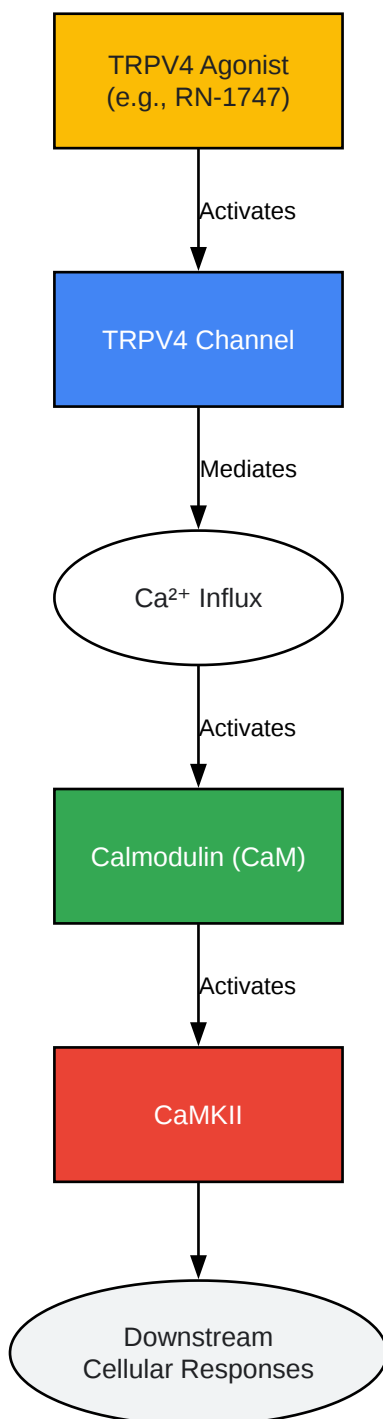 TRPV4 Agonist
(e.g., RN-1747)
Activates
TRPV4 Channel
Mediates
Ca²⁺ Influx
Activates
Calmodulin (CaM)
Activates
CaMKII
Downstream
Cellular Responses